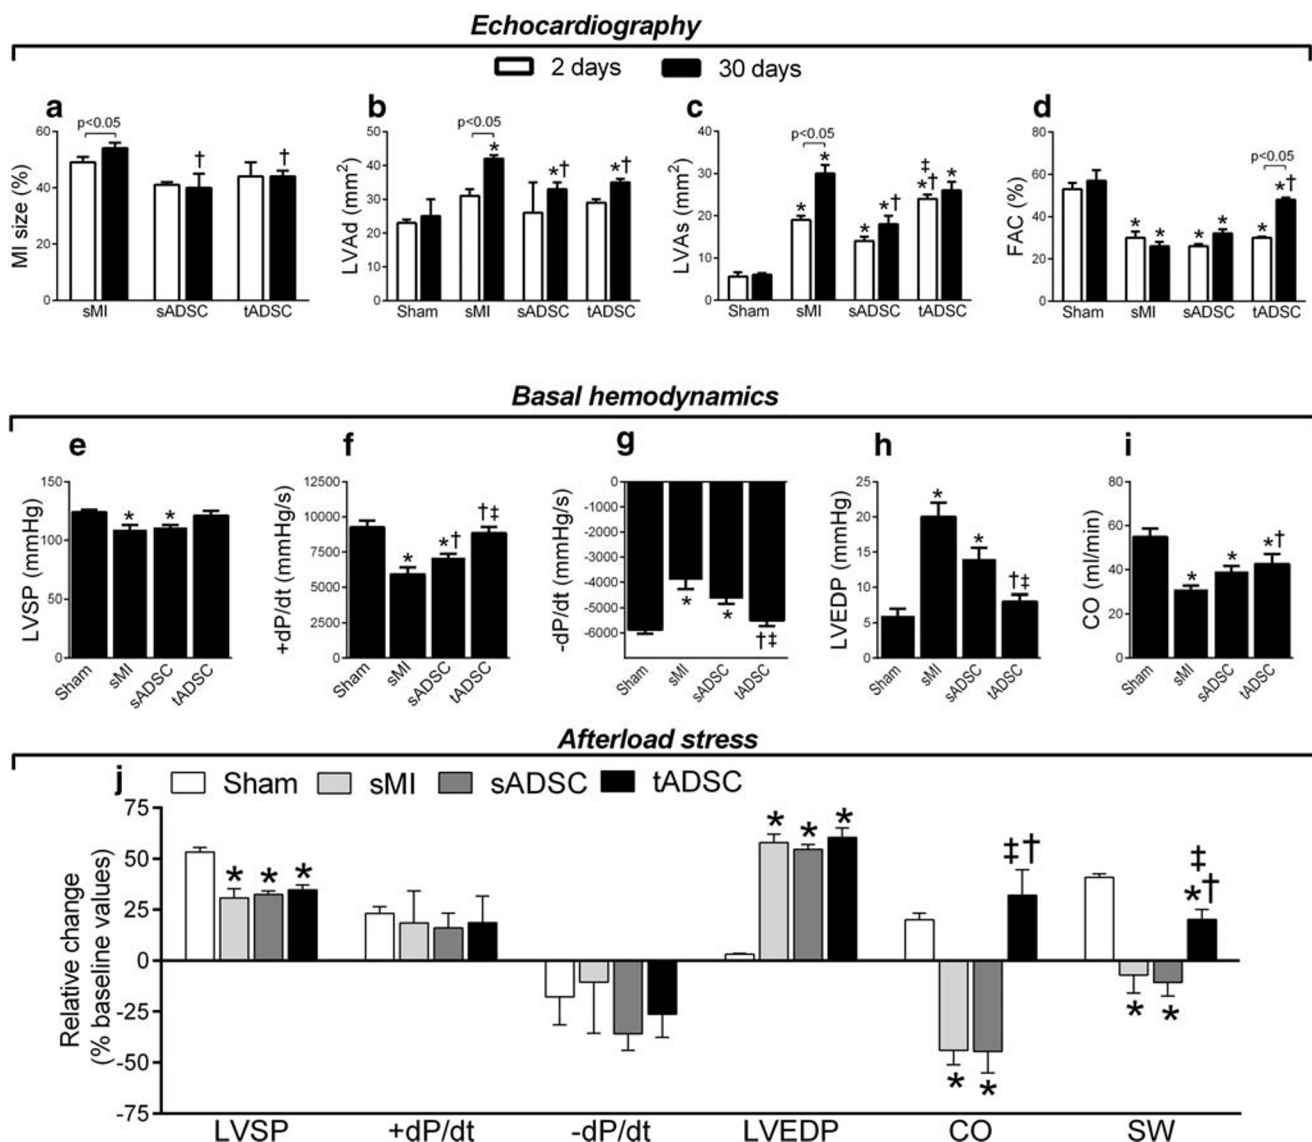 Echocardiography
2 days 30 days
a b c d
MI size (%)
60
40
20
0
p<0.05
†
†
sMI sADSC tADSC
LVAd (mm²)
50
40
30
20
10
0
p<0.05
*
*†
*†
Sham sMI sADSC tADSC
LVAs (mm²)
40
30
20
10
0
p<0.05
*
*
*
*†
‡
*†
*
Sham sMI sADSC tADSC
FAC (%)
80
60
40
20
0
p<0.05
*
*
*
*
*
*†
Sham sMI sADSC tADSC
Basal hemodynamics
e f g h i
LVSP (mmHg)
150
100
50
0
*
*
Sham sMI sADSC tADSC
+dP/dt (mmHg/s)
12500
10000
7500
5000
2500
0
*
*†
†‡
Sham sMI sADSC tADSC
-dP/dt (mmHg/s)
0
-1000
-2000
-3000
-4000
-5000
-6000
*
*
†‡
Sham sMI sADSC tADSC
LVEDP (mmHg)
25
20
15
10
5
0
*
*
†‡
Sham sMI sADSC tADSC
CO (ml/min)
80
60
40
20
0
*
*
*†
Sham sMI sADSC tADSC
Afterload stress
j
Sham sMI sADSC tADSC
Relative change
(% baseline values)
75
50
25
0
-25
-50
-75
* * *
* * *
* *
‡†
* *
‡
*†
LVSP +dP/dt -dP/dt LVEDP CO SW